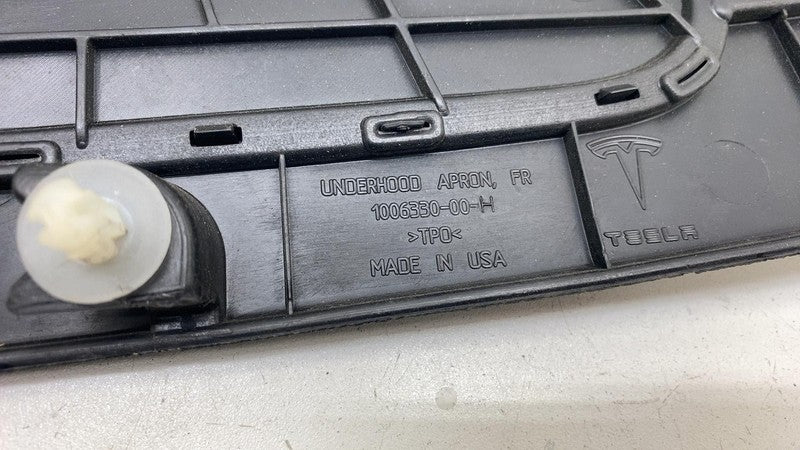 UNDERHOOD APRON, FR
1006330-00-H
>TPO<
MADE IN USA
TESLA